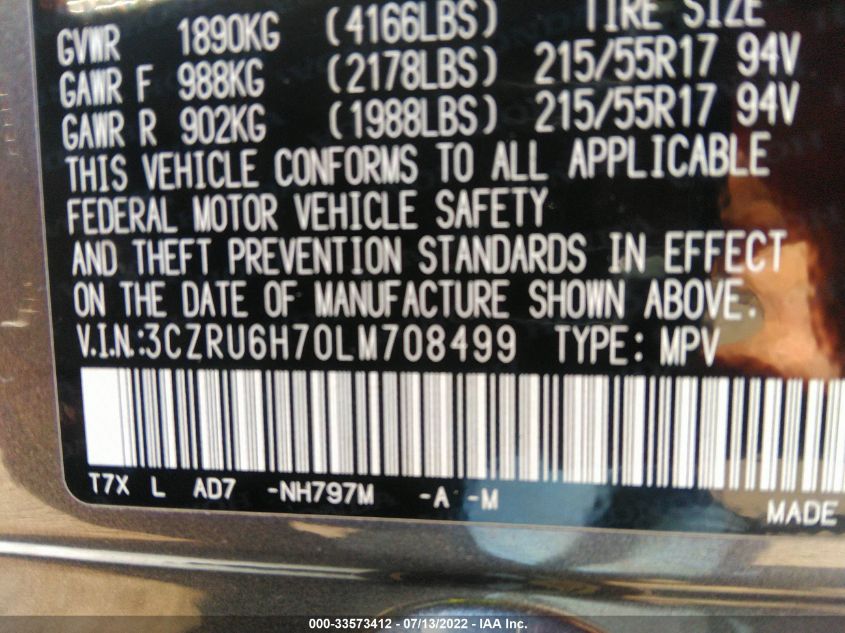 TIRE SIZE
GVWR 1890KG (4166LBS)
GAWR F 988KG (2178LBS) 215/55R17 94V
GAWR R 902KG (1988LBS) 215/55R17 94V
THIS VEHICLE CONFORMS TO ALL APPLICABLE
FEDERAL MOTOR VEHICLE SAFETY
AND THEFT PREVENTION STANDARDS IN EFFECT
ON THE DATE OF MANUFACTURE SHOWN ABOVE.
V.I.N.:3CZRU6H70LM708499 TYPE: MPV
T7X L AD7 -NH797M -A -M
MADE
000-33573412 - 07/13/2022 - IAA Inc.